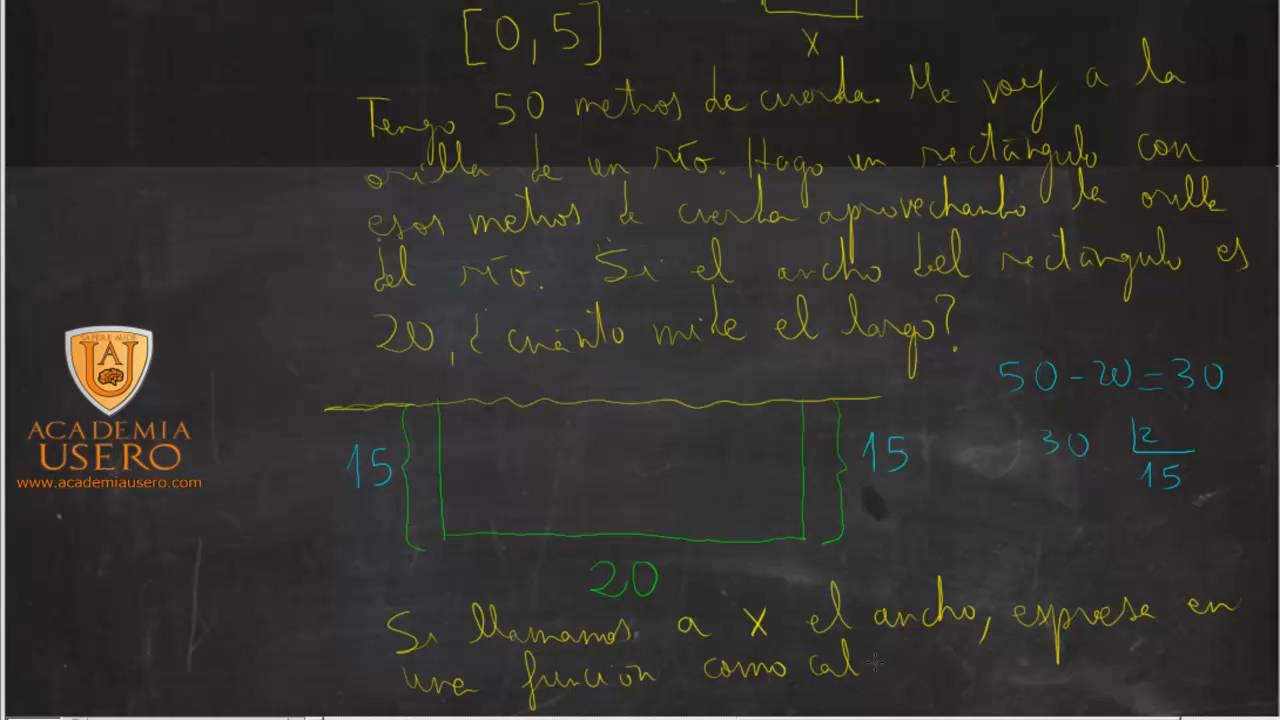 [0,5]
x
Tengo 50 metros de cuerda. Me voy a la
orilla de un río. Hago un rectángulo con
esos metros de cuerda aprovechando la orilla
del río. Si el ancho del rectángulo es
20, ¿cuánto mide el largo?
50-20=30
30 2
15
15
15
20
SAPERE AUDE
UA
ACADEMIA
USERO
www.academiausero.com
Si llamamos a x el ancho, exprese en
una función como cal